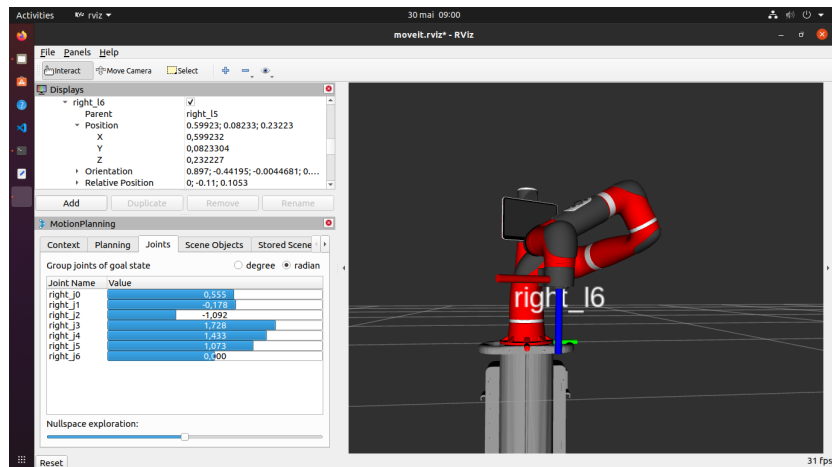 Activities rviz 30 mai 09:00
moveit.rviz* - RViz
File Panels Help
Interact Move Camera Select
Displays
right_l6
Parent right_l5
Position 0.59923; 0.08233; 0.23223
X 0,599232
Y 0,0823304
Z 0,232227
Orientation 0.897; -0.44195; -0.0044681; 0....
Relative Position 0; -0.11; 0.1053
Add Duplicate Remove Rename
MotionPlanning
Context Planning Joints Scene Objects Stored Scene
Group joints of goal state degree radian
Joint Name Value
right_j0 0,555
right_j1 -0,178
right_j2 -1,092
right_j3 1,728
right_j4 1,433
right_j5 1,073
right_j6 0,000
Nullspace exploration:
Reset 31 fps
right_l6